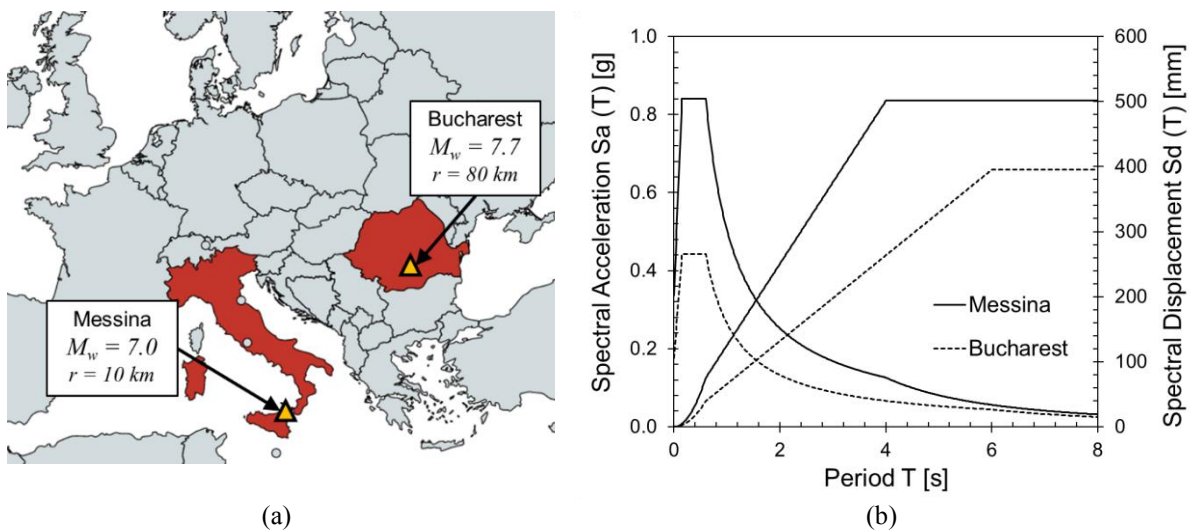 Bucharest
M_w = 7.7
r = 80 km
Messina
M_w = 7.0
r = 10 km
(a)
Spectral Acceleration Sa (T) [g]
1.0
0.8
0.6
0.4
0.2
0.0
0
2
4
6
8
Period T [s]
Messina
Bucharest
600
500
400
300
200
100
0
Spectral Displacement Sd (T) [mm]
(b)